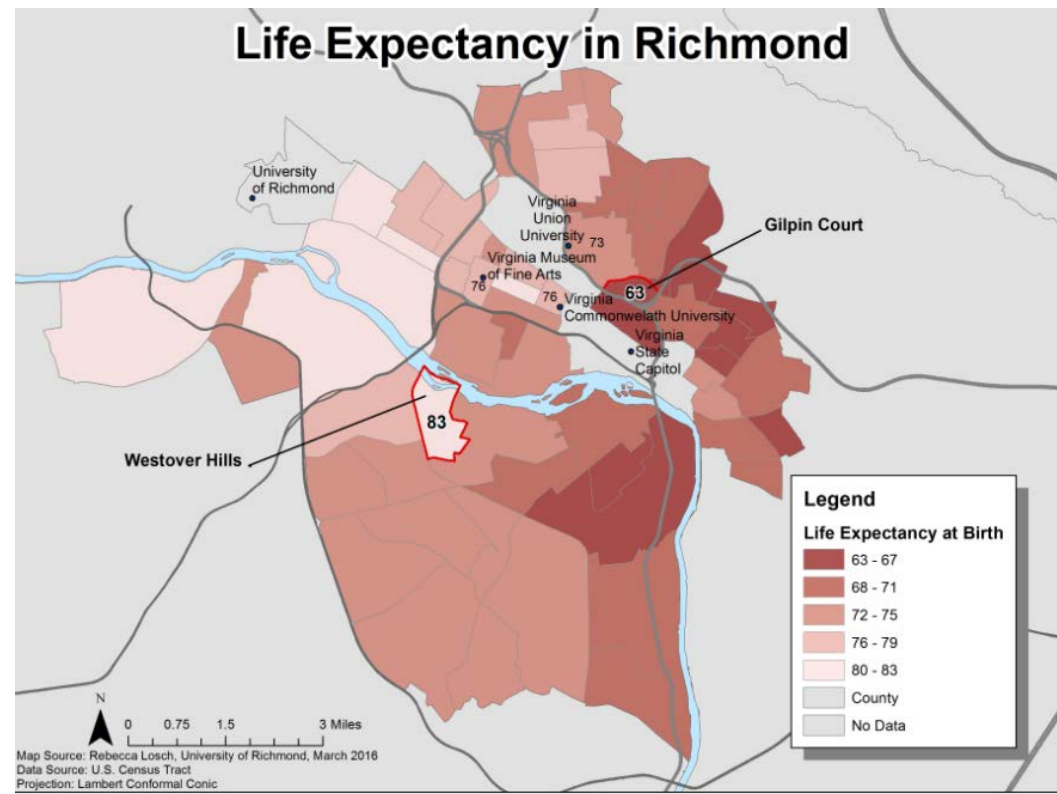 Life Expectancy in Richmond
University
of Richmond
Virginia
Union
University
73
Gilpin Court
Virginia Museum
of Fine Arts
76
63
76
Virginia
Commonwelath University
Virginia
State
Capitol
83
Westover Hills
Legend
Life Expectancy at Birth
63 - 67
68 - 71
72 - 75
76 - 79
80 - 83
County
No Data
N
0 0.75 1.5 3 Miles
Map Source: Rebecca Losch, University of Richmond, March 2016
Data Source: U.S. Census Tract
Projection: Lambert Conformal Conic